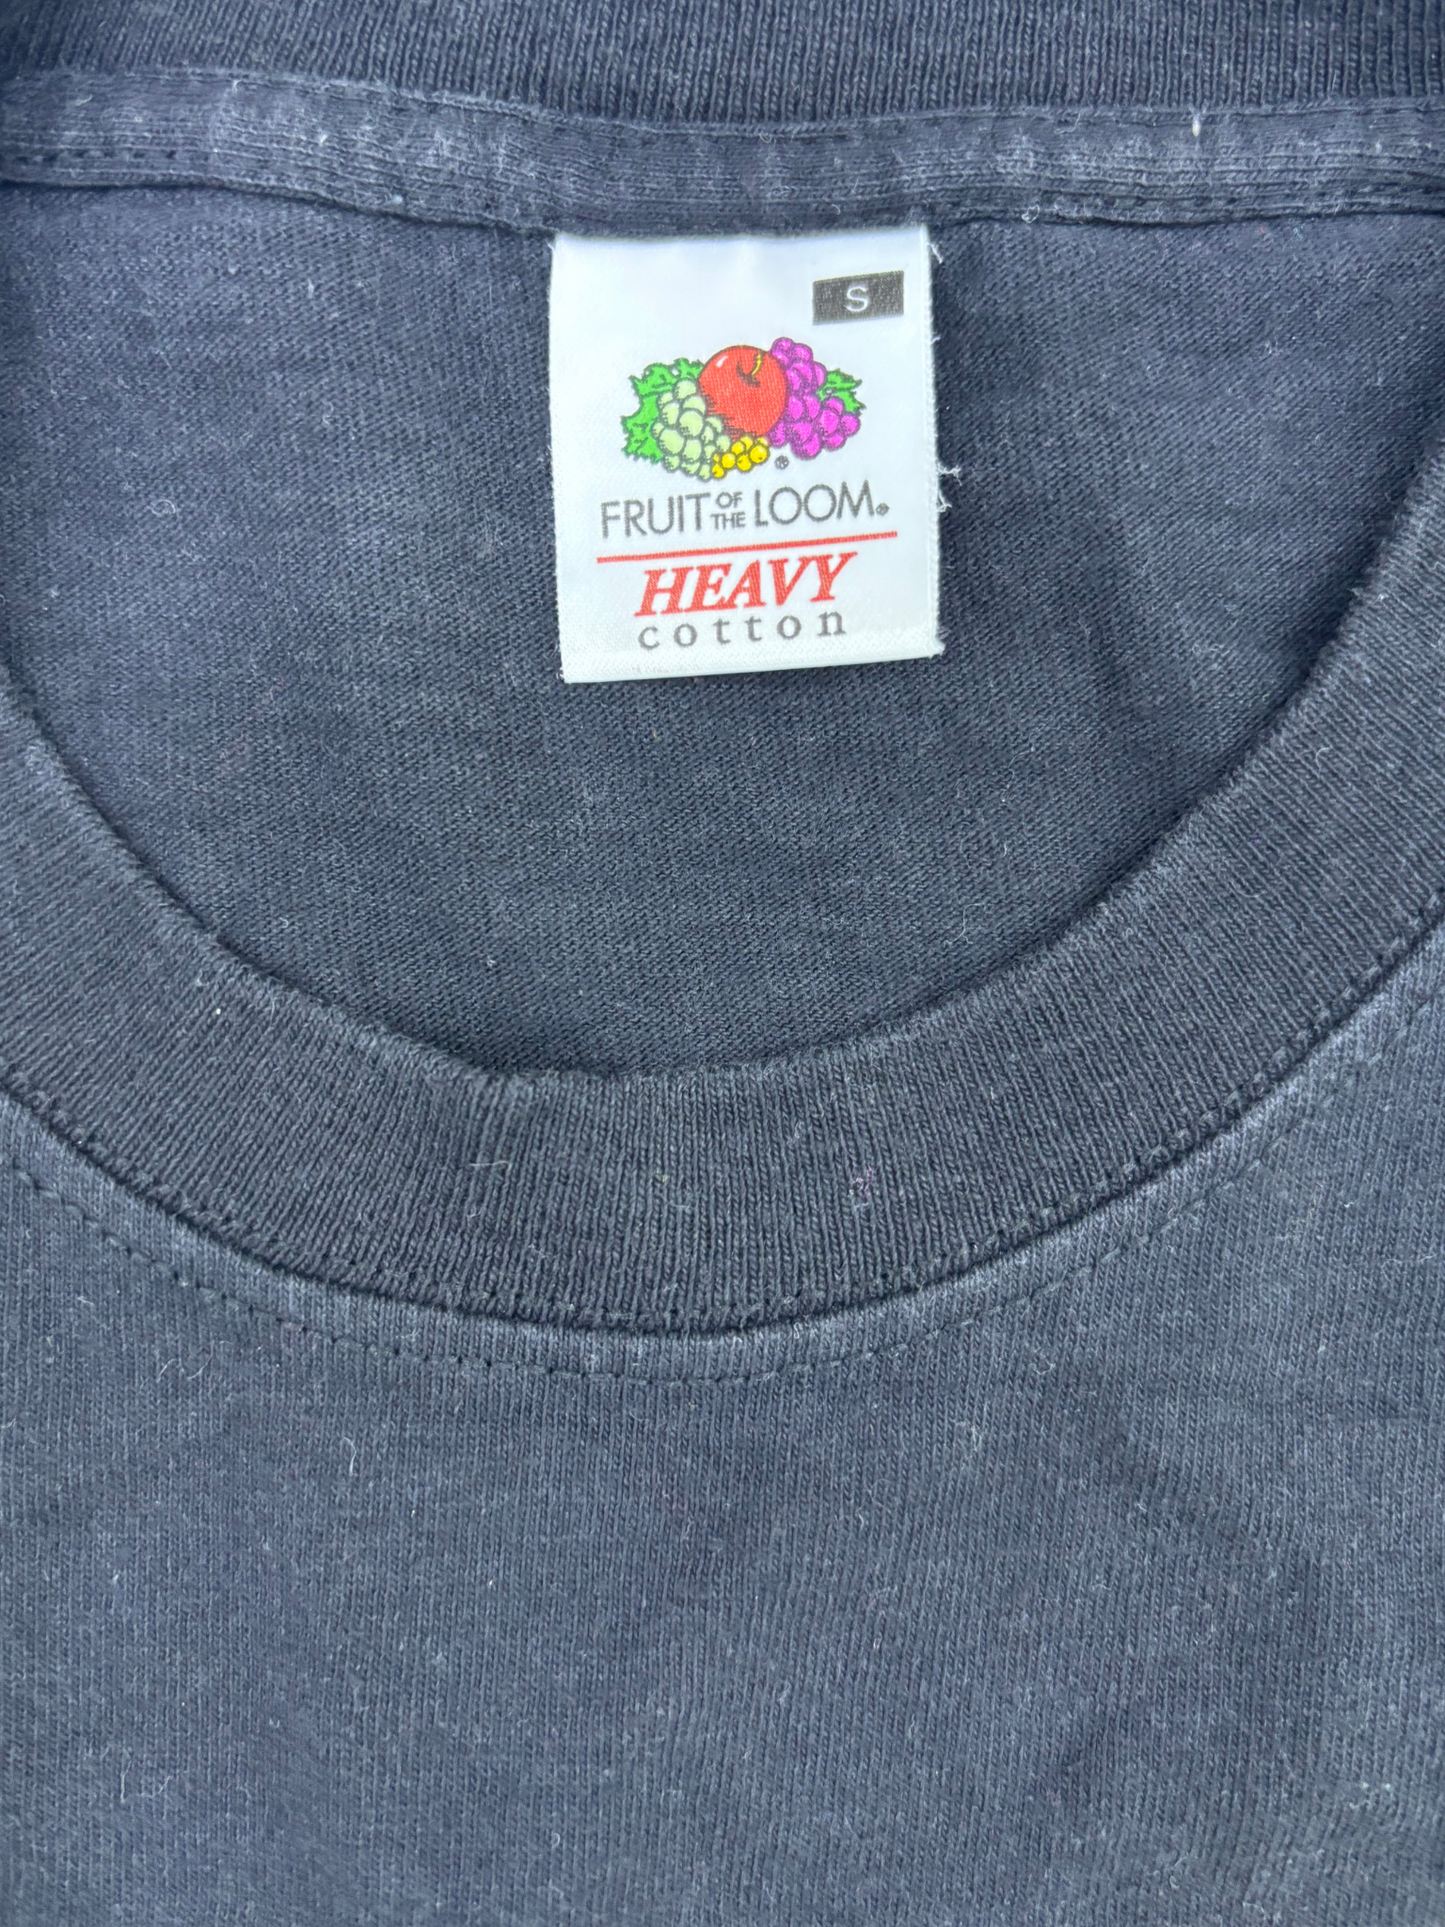 S
FRUIT OF THE LOOM®
HEAVY
cotton